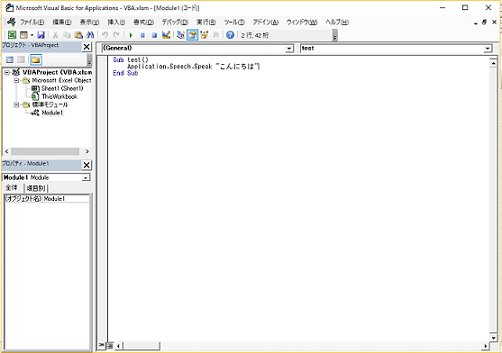 Microsoft Visual Basic for Applications - VBA.xlsm - [Module1 (コード)]
ファイル(F) 編集(E) 表示(V) 挿入(I) 書式(O) デバッグ(D) 実行(R) ツール(T) アドイン(A) ウィンドウ(W) ヘルプ(H)
2 行, 42 桁
プロジェクト - VBAProject
VBAProject (VBA.xlsm
Microsoft Excel Object
Sheet1 (Sheet1)
ThisWorkbook
標準モジュール
Module1
プロパティ - Module1
Module1 Module
全体 項目別
(オブジェクト名) Module1
(General)
test
Sub test()
Application.Speech.Speak "こんにちは"
End Sub